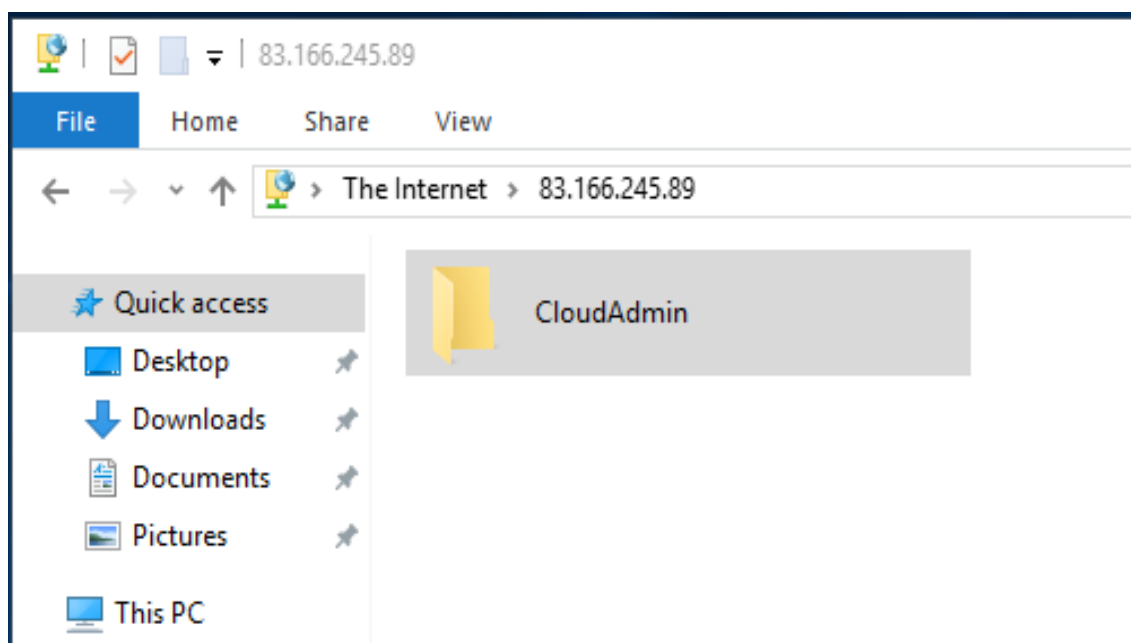 83.166.245.89
File Home Share View
The Internet > 83.166.245.89
Quick access
CloudAdmin
Desktop
Downloads
Documents
Pictures
This PC